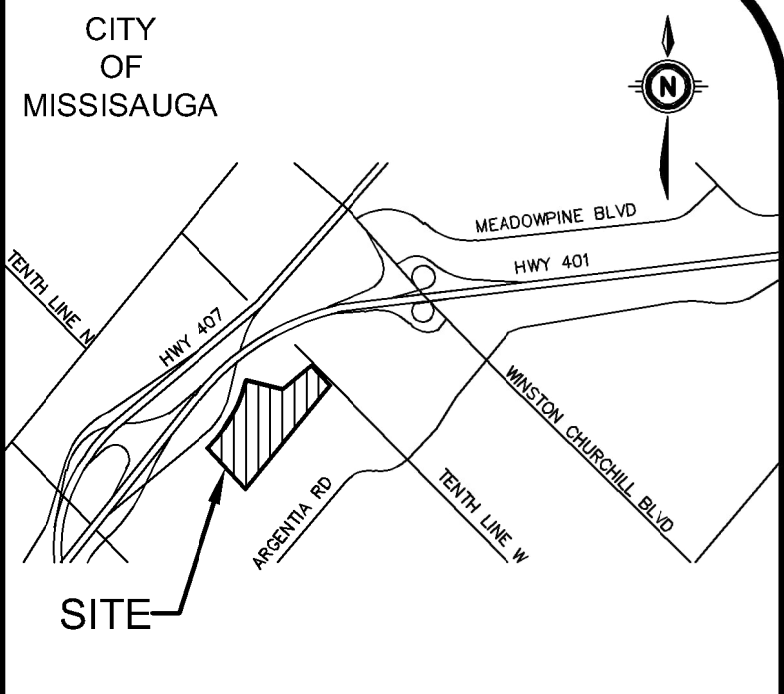 CITY
OF
MISSISAUGA
N
MEADOWPINE BLVD
HWY 401
TENTH LINE N
HWY 407
WINSTON CHURCHILL BLVD
ARGENTIA RD
TENTH LINE W
SITE